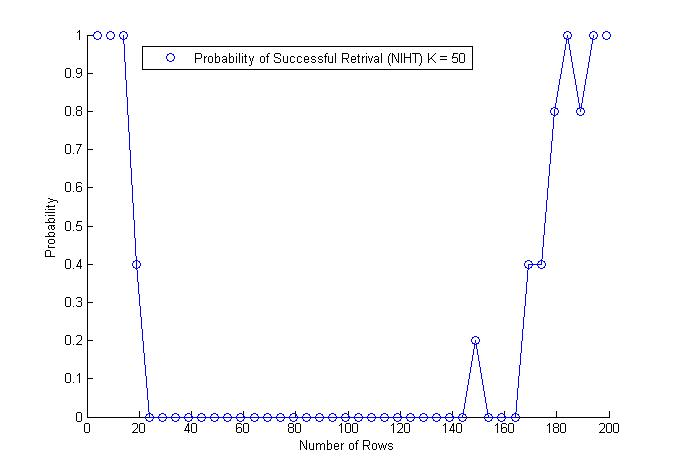 1
0.9
0.8
0.7
0.6
0.5
0.4
0.3
0.2
0.1
0
Probability
Probability of Successful Retrival (NIHT) K = 50
0 20 40 60 80 100 120 140 160 180 200
Number of Rows